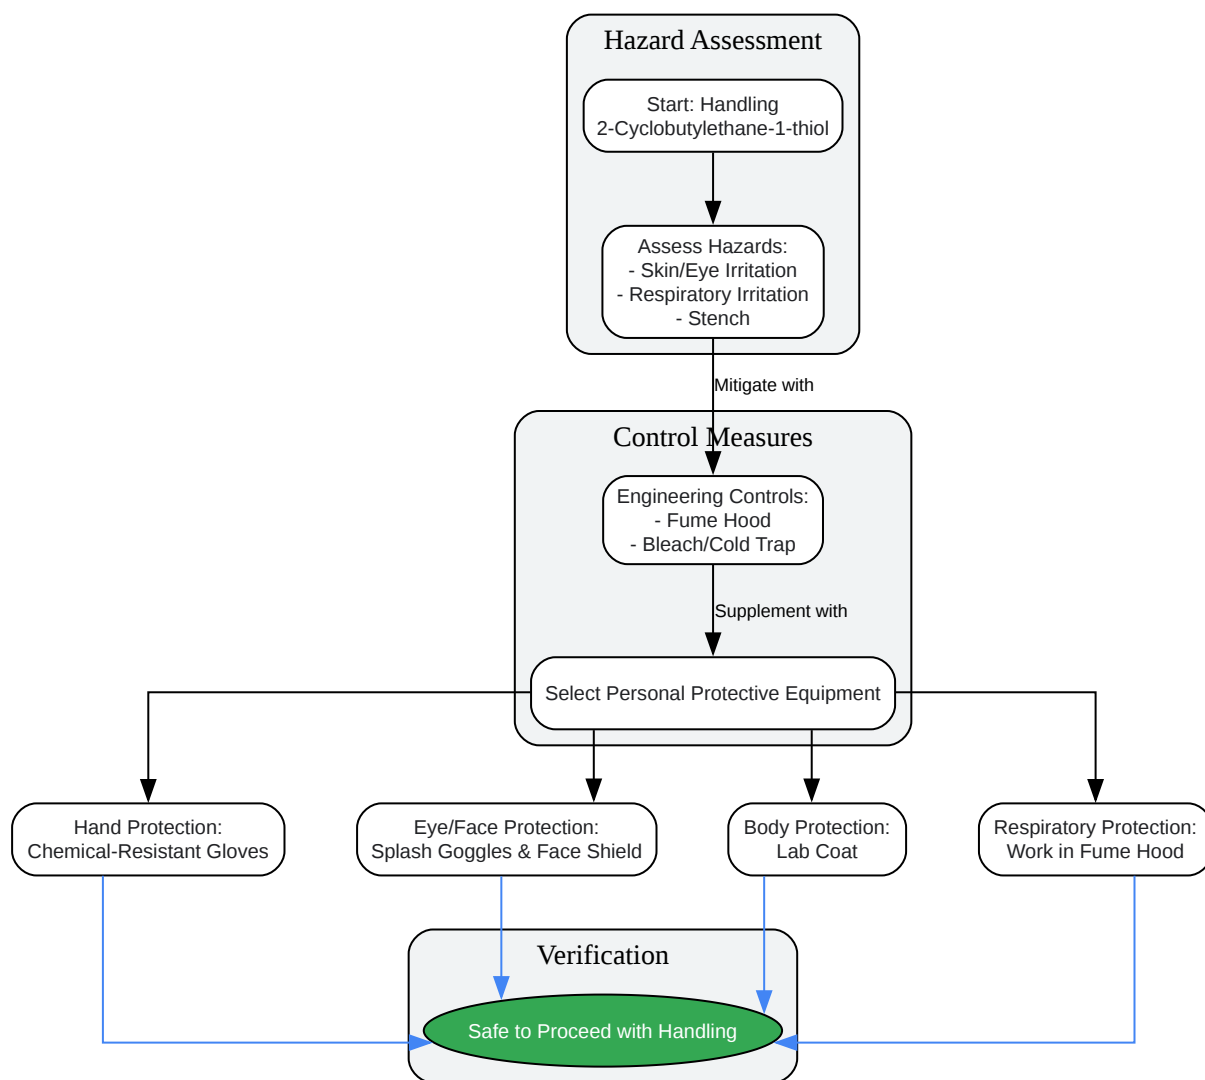 Hazard Assessment
Start: Handling
2-Cyclobutylethane-1-thiol
Assess Hazards:
- Skin/Eye Irritation
- Respiratory Irritation
- Stench
Mitigate with
Control Measures
Engineering Controls:
- Fume Hood
- Bleach/Cold Trap
Supplement with
Select Personal Protective Equipment
Hand Protection:
Chemical-Resistant Gloves
Eye/Face Protection:
Splash Goggles & Face Shield
Body Protection:
Lab Coat
Respiratory Protection:
Work in Fume Hood
Verification
Safe to Proceed with Handling